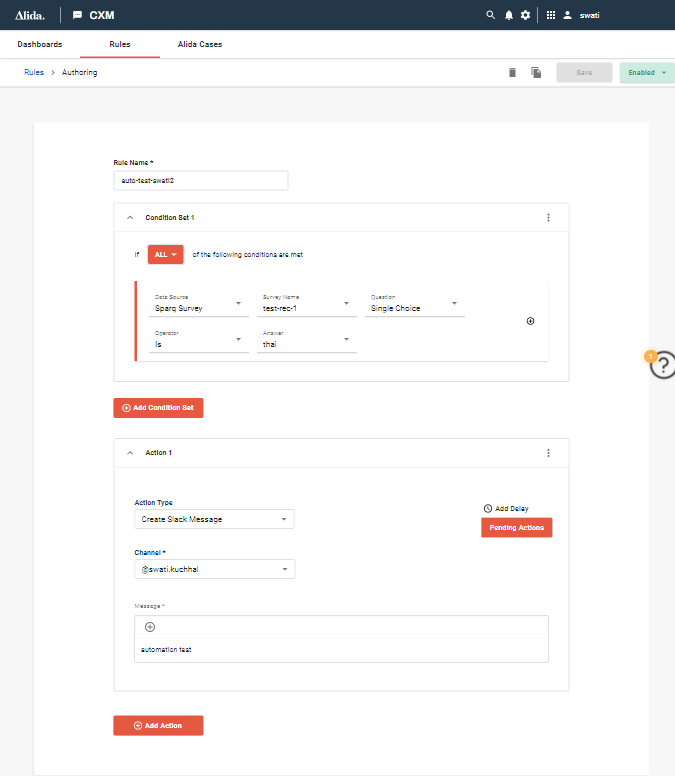 Alida. CXM swati
Dashboards Rules Alida Cases
Rules > Authoring Save Enabled
Rule Name *
auto-test-swati2
Condition Set 1
If ALL of the following conditions are met
Data Source Survey Name Question
Sparq Survey test-rec-1 Single Choice
Operator Answer
Is thai
1
?
Add Condition Set
Action 1
Action Type
Add Delay
Create Slack Message
Pending Actions
Channel *
@swati.kuchhal
Message *
automation test
Add Action